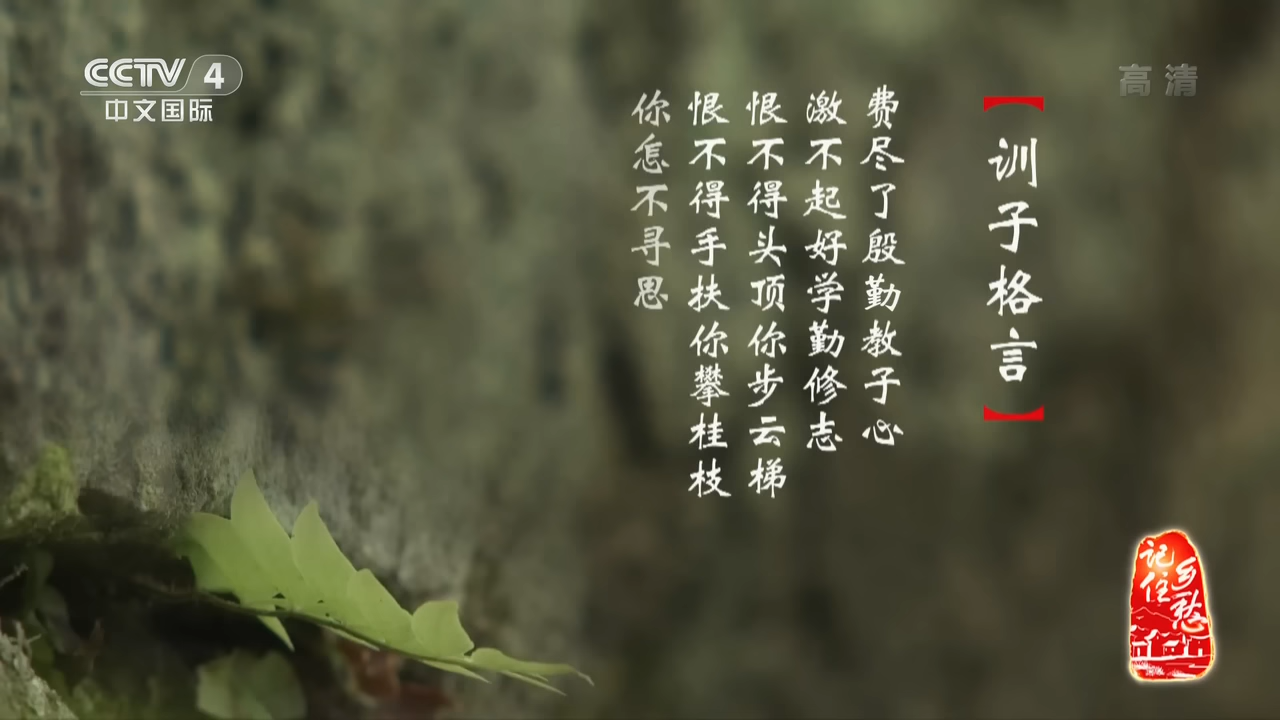 CCTV 4
中文国际
高清
训子格言
费尽了殷勤教子心
激不起好学勤修志
恨不得头顶你步云梯
恨不得手扶你攀桂枝
你怎不寻思
记住
乡愁